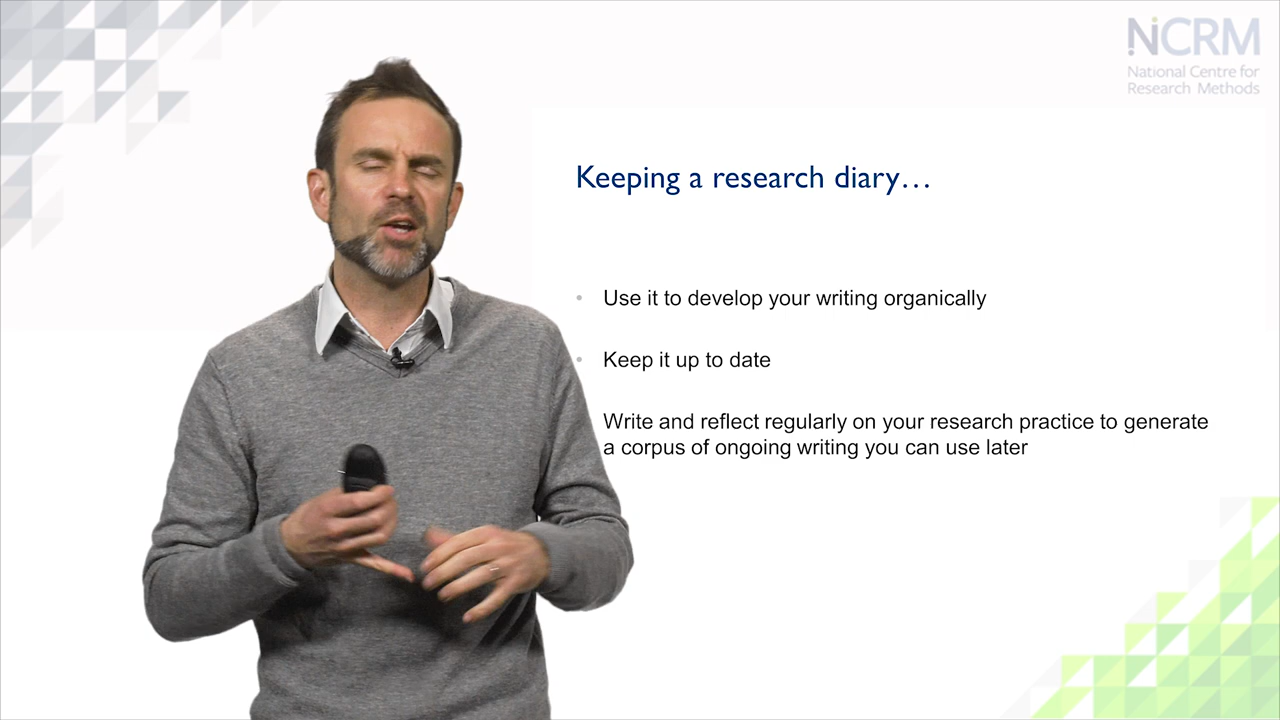 NCRM
National Centre for
Research Methods
Keeping a research diary…
• Use it to develop your writing organically
• Keep it up to date
Write and reflect regularly on your research practice to generate
a corpus of ongoing writing you can use later